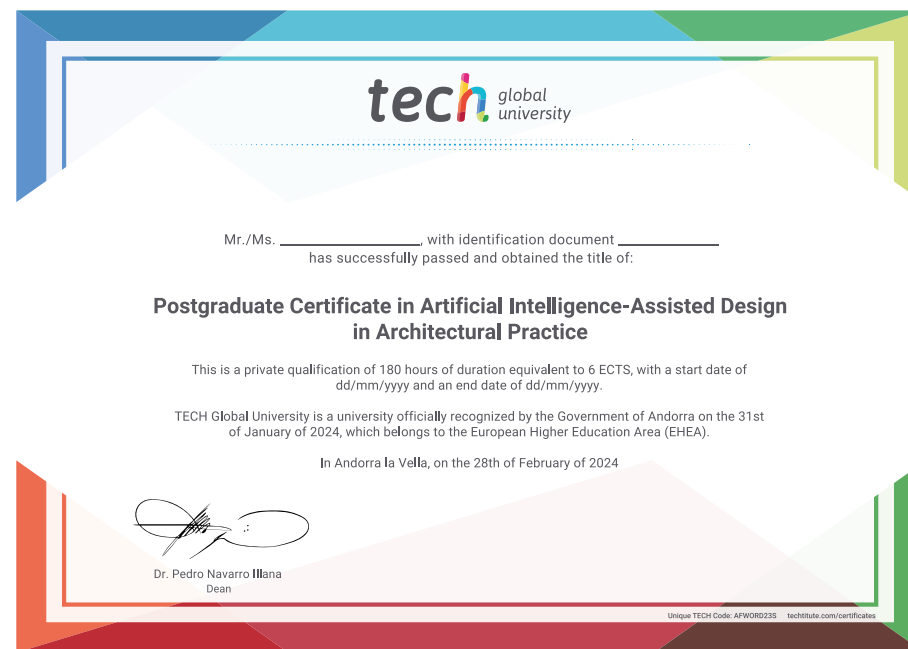 tech global
university
Mr./Ms. ____________________, with identification document ______________
has successfully passed and obtained the title of:
Postgraduate Certificate in Artificial Intelligence-Assisted Design
in Architectural Practice
This is a private qualification of 180 hours of duration equivalent to 6 ECTS, with a start date of
dd/mm/yyyy and an end date of dd/mm/yyyy.
TECH Global University is a university officially recognized by the Government of Andorra on the 31st
of January of 2024, which belongs to the European Higher Education Area (EHEA).
In Andorra la Vella, on the 28th of February of 2024
Dr. Pedro Navarro Illana
Dean
Unique TECH Code: AFWORD23S techtitute.com/certificates